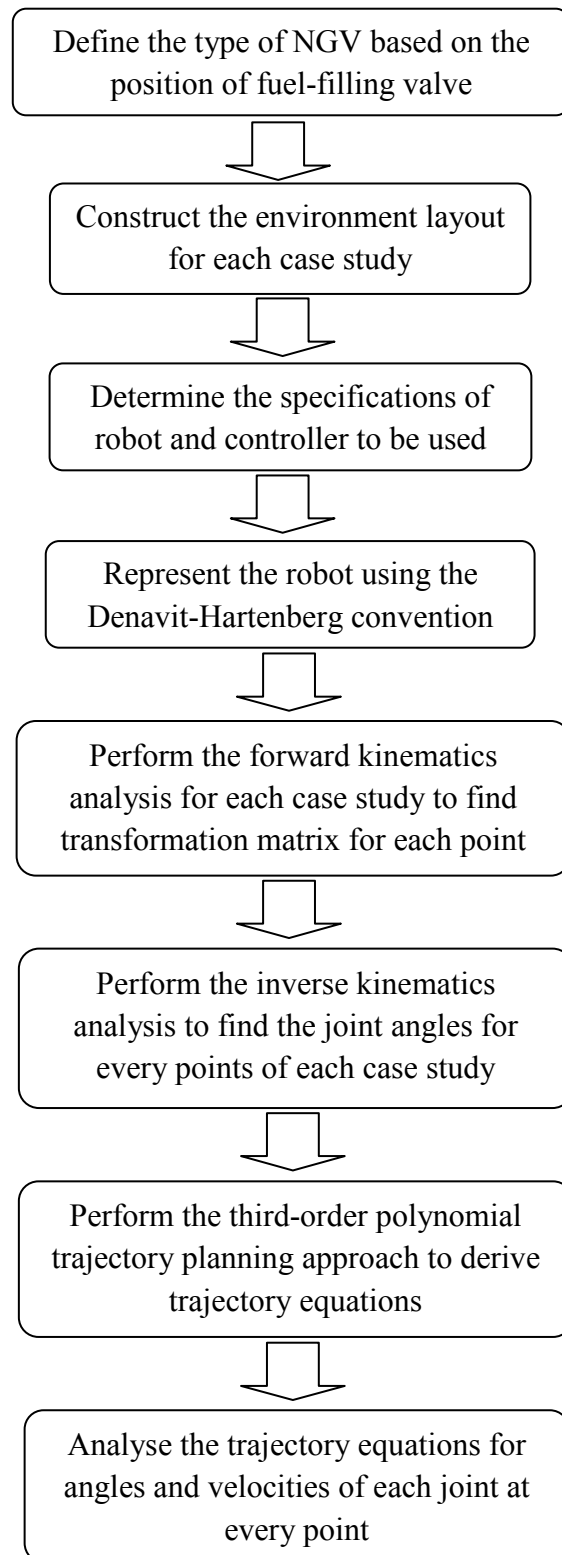 Define the type of NGV based on the
position of fuel-filling valve
Construct the environment layout
for each case study
Determine the specifications of
robot and controller to be used
Represent the robot using the
Denavit-Hartenberg convention
Perform the forward kinematics
analysis for each case study to find
transformation matrix for each point
Perform the inverse kinematics
analysis to find the joint angles for
every points of each case study
Perform the third-order polynomial
trajectory planning approach to derive
trajectory equations
Analyse the trajectory equations for
angles and velocities of each joint at
every point